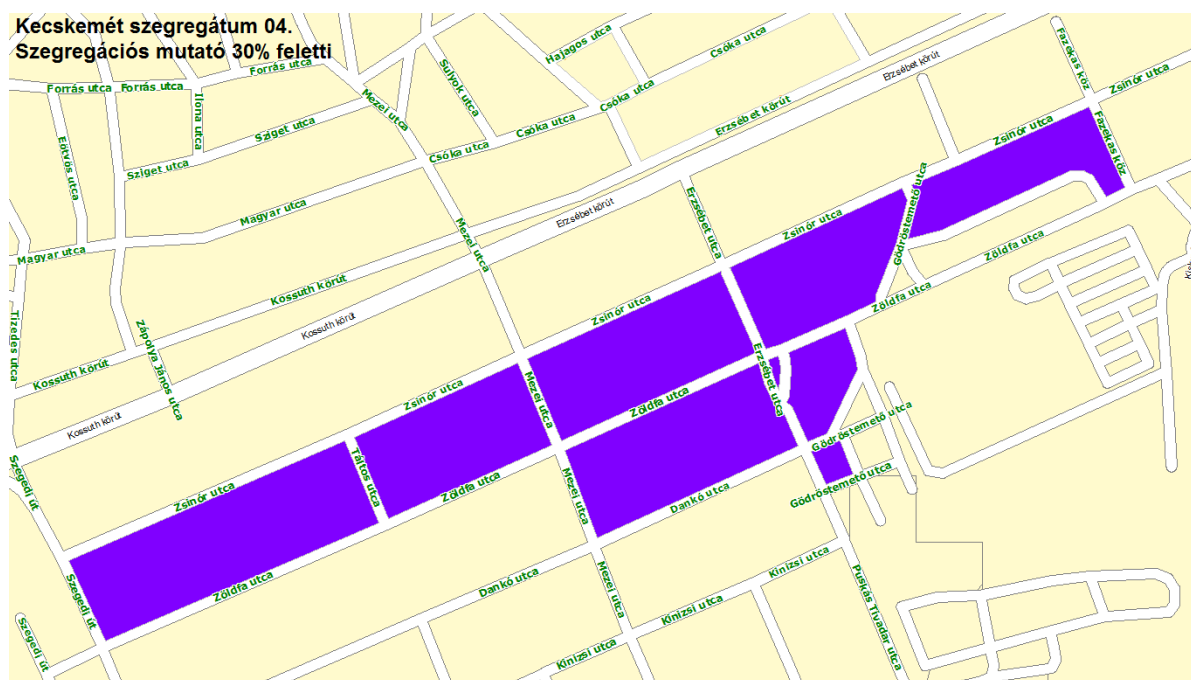 Kecskemét szegregátum 04.
Szegregációs mutató 30% feletti
Hajagos utca
Csóka utca
Fazekas köz
Forrás utca
Sulyok utca
Erzsébet körút
Zsinór utca
Forrás utca
Forrás utca
Ilona utca
Mezei utca
Csóka utca
Erzsébet körút
Sziget utca
Csóka utca
Zsinór utca
Fazekas köz
Eötvös utca
Sziget utca
Csóka utca
Magyar utca
Erzsébet utca
Gödröstemető utca
Erzsébet körút
Zsinór utca
Mezei utca
Zöldfa utca
Magyar utca
Kossuth körút
Zsinór utca
Zöldfa utca
Tizedes utca
Zápolya János utca
Kossuth körút
Kossuth körút
Erzsébet utca
Mezei utca
Zsinór utca
Zöldfa utca
Kossuth körút
Gödröstemető utca
Szegedi út
Táltos utca
Zöldfa utca
Gödröstemető utca
Zsinór utca
Mezei utca
Dankó utca
Kinizsi utca
Szegedi út
Zöldfa utca
Dankó utca
Mezei utca
Kinizsi utca
Puskás Tivadar utca
Szegedi út
Kinizsi utca